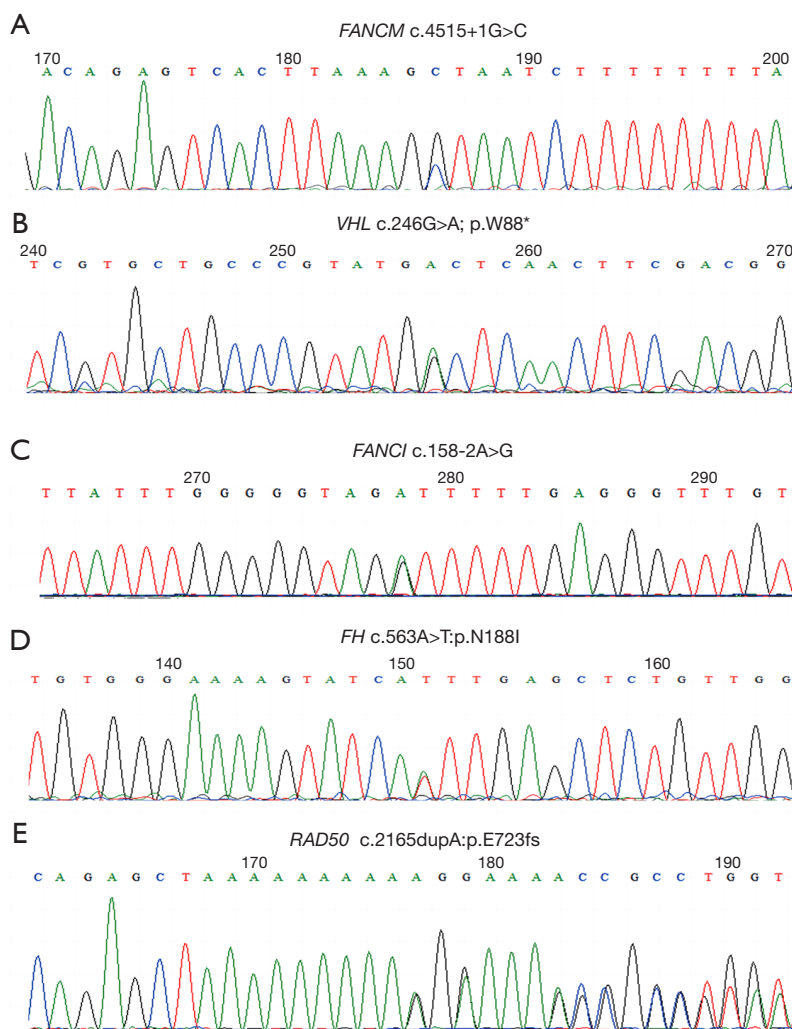 A
FANCM c.4515+1G>C
170 180 190 200
A C A G A G T C A C T T A A A G C T A A T C T T T T T T T T A
B
VHL c.246G>A; p.W88*
240 250 260 270
T C G T G C T G C C C G T A T G A C T C A A C T T C G A C G G
C
FANCI c.158-2A>G
270 280 290
T T A T T T G G G G G T A G A T T T T T G A G G G T T T G T
D
FH c.563A>T:p.N188I
140 150 160
T G T G G G A A A A G T A T C A T T T G A G C T C T G T T G G
E
RAD50 c.2165dupA:p.E723fs
170 180 190
C A G A G C T A A A A A A A A A A G G A A A A C C G C C T G G T